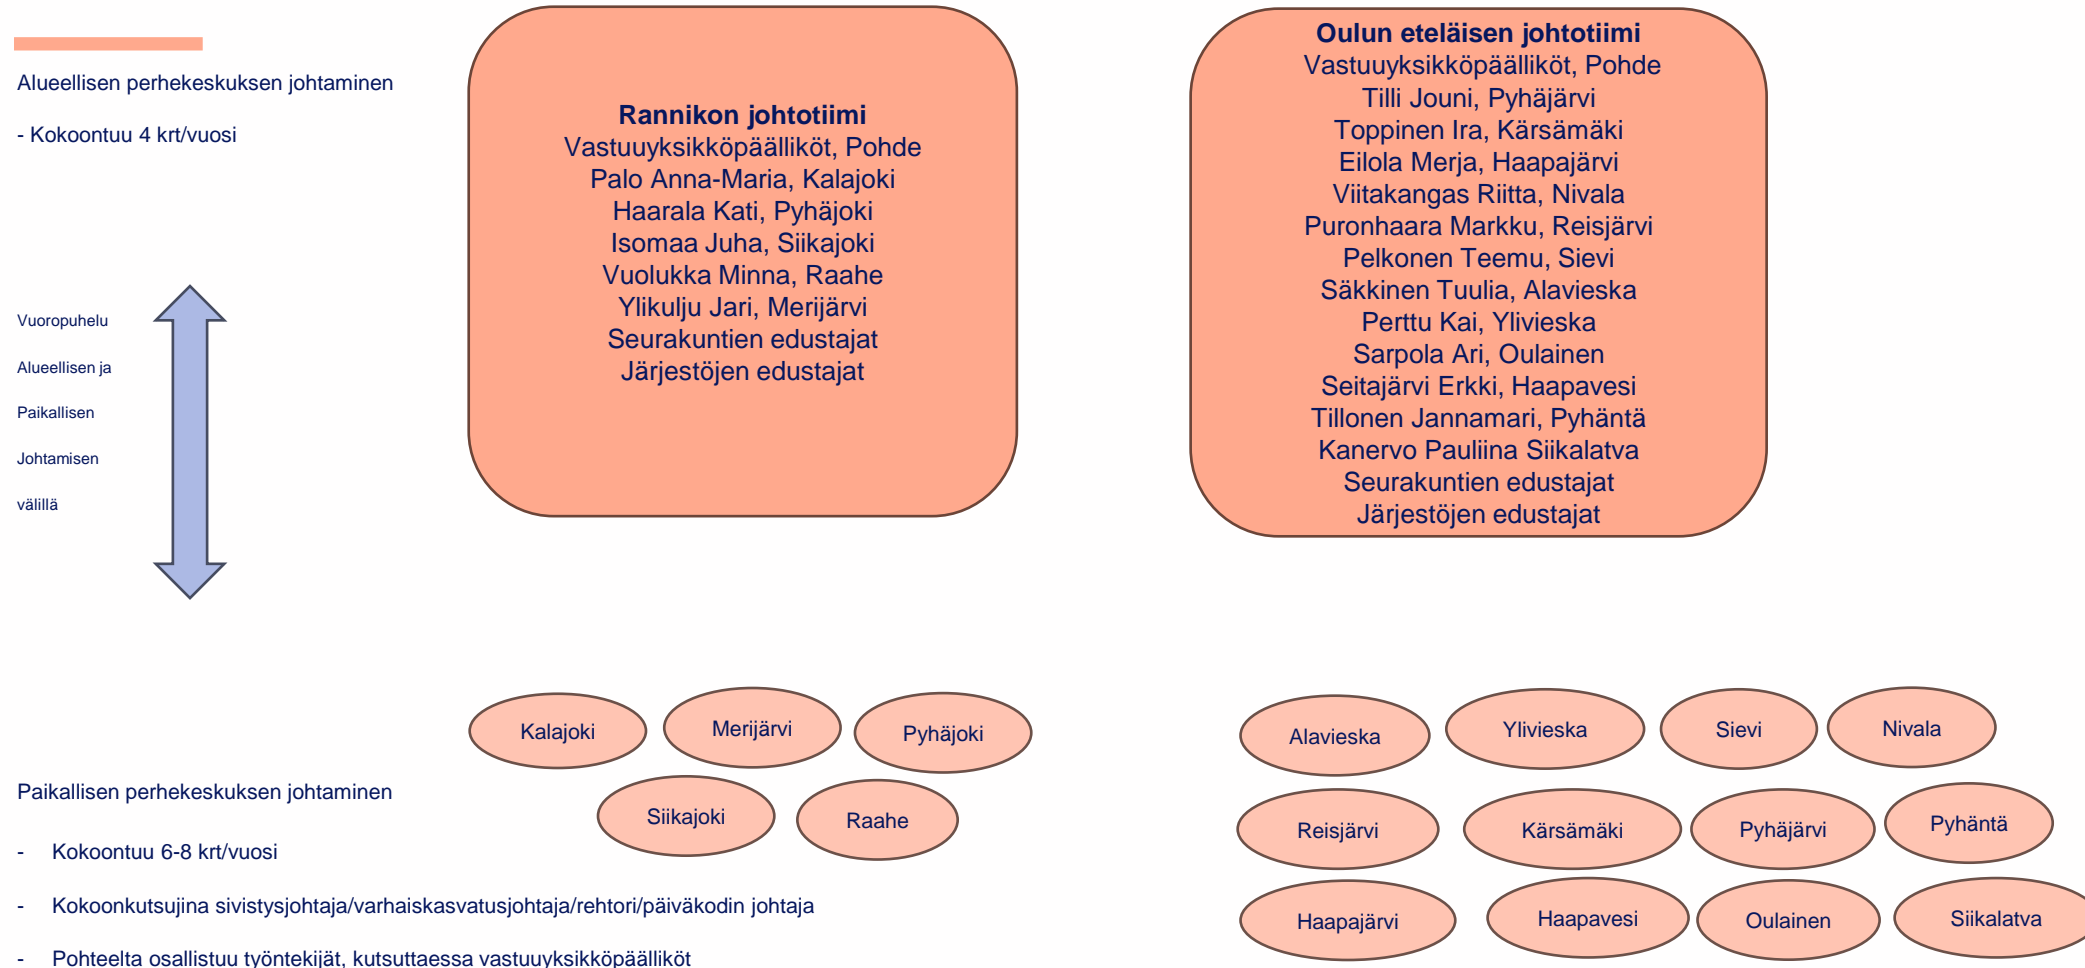 Alueellisen perhekeskuksen johtaminen
- Kokoontuu 4 krt/vuosi
Rannikon johtotiimi
Vastuuyksikköpäälliköt, Pohde
Palo Anna-Maria, Kalajoki
Haarala Kati, Pyhäjoki
Isomaa Juha, Siikajoki
Vuolukka Minna, Raahe
Ylikulju Jari, Merijärvi
Seurakuntien edustajat
Järjestöjen edustajat
Oulun eteläisen johtotiimi
Vastuuyksikköpäälliköt, Pohde
Tilli Jouni, Pyhäjärvi
Toppinen Ira, Kärsämäki
Eilola Merja, Haapajärvi
Viitakangas Riitta, Nivala
Puronhaara Markku, Reisjärvi
Pelkonen Teemu, Sievi
Säkkinen Tuulia, Alavieska
Perttu Kai, Ylivieska
Sarpola Ari, Oulainen
Seitajärvi Erkki, Haapavesi
Tillonen Jannamari, Pyhäntä
Kanervo Pauliina Siikalatva
Seurakuntien edustajat
Järjestöjen edustajat
Vuoropuhelu
Alueellisen ja
Paikallisen
Johtamisen
välillä
Kalajoki
Merijärvi
Pyhäjoki
Siikajoki
Raahe
Alavieska
Ylivieska
Sievi
Nivala
Reisjärvi
Kärsämäki
Pyhäjärvi
Pyhäntä
Haapajärvi
Haapavesi
Oulainen
Siikalatva
Paikallisen perhekeskuksen johtaminen
- Kokoontuu 6-8 krt/vuosi
- Kokoonkutsujina sivistysjohtaja/varhaiskasvatusjohtaja/rehtori/päiväkodin johtaja
- Pohteelta osallistuu työntekijät, kutsuttaessa vastuuyksikköpäälliköt